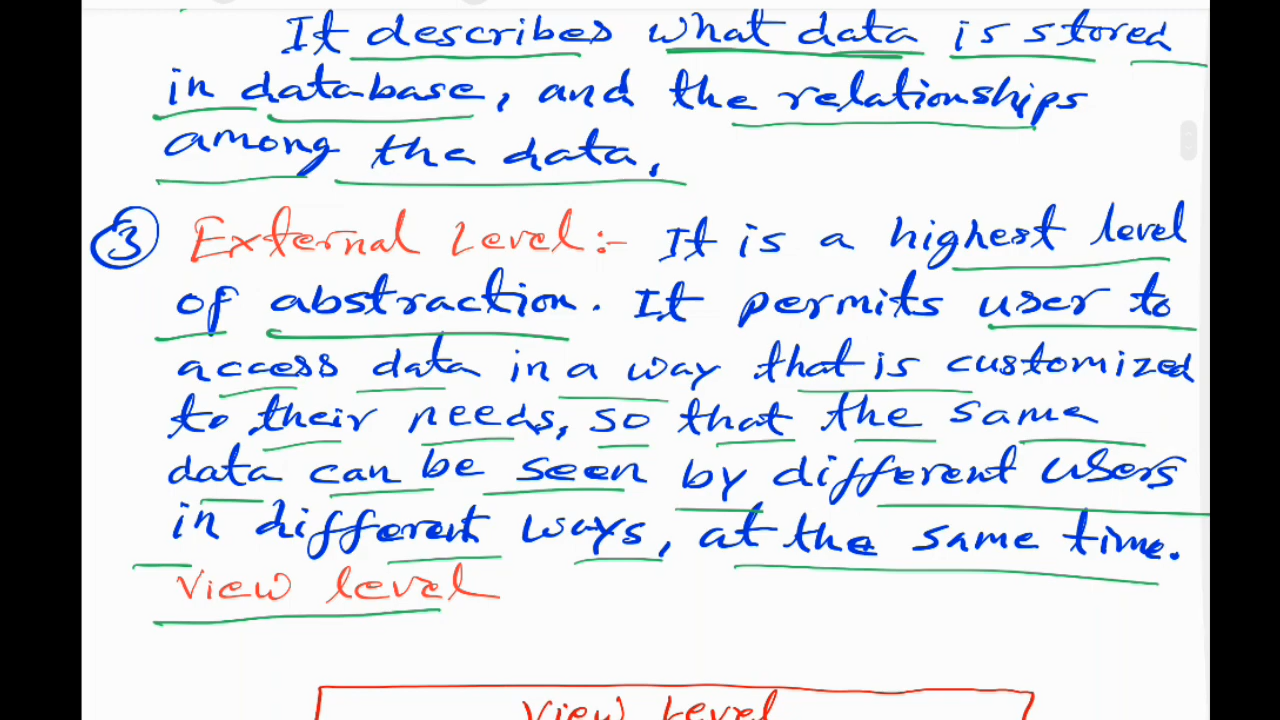 It describes what data is stored
in database, and the relationships
among the data,
③ External Level:- It is a highest level
of abstraction. It permits user to
access data in a way that is customized
to their needs, so that the same
data can be seen by different users
in different ways, at the same time.
View level
View Level